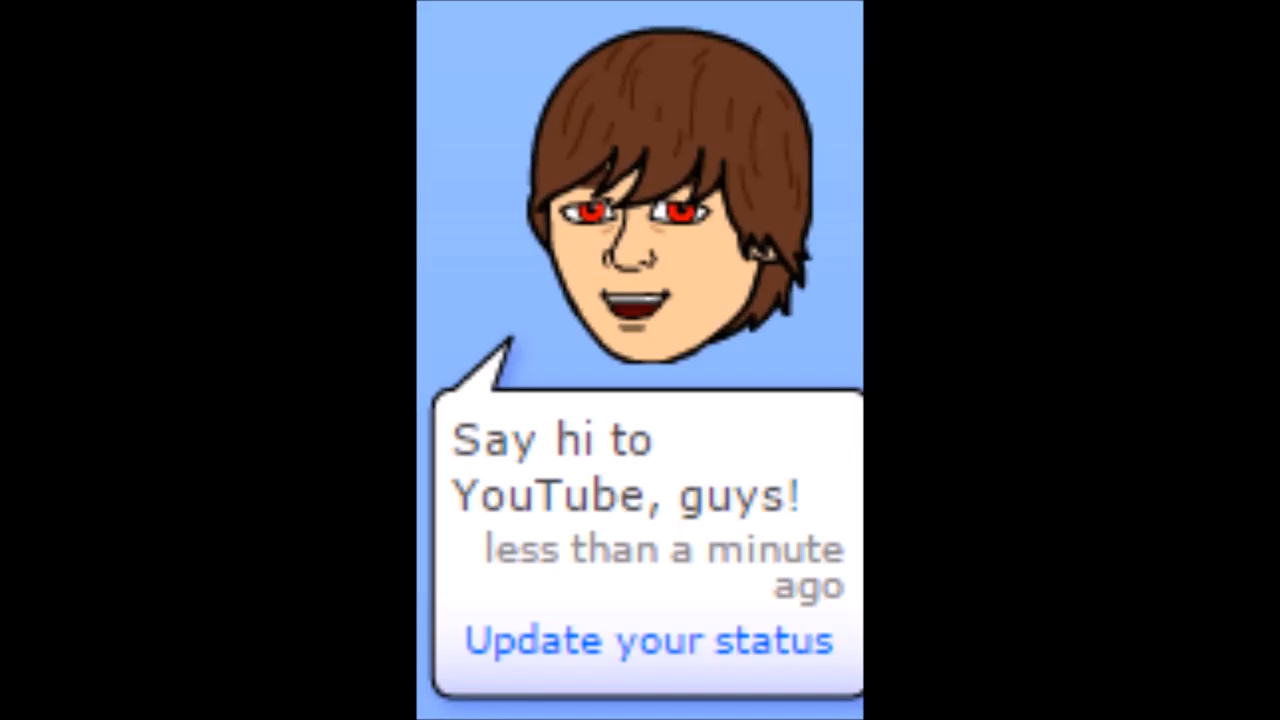 Say hi to
YouTube, guys!
less than a minute
ago
Update your status